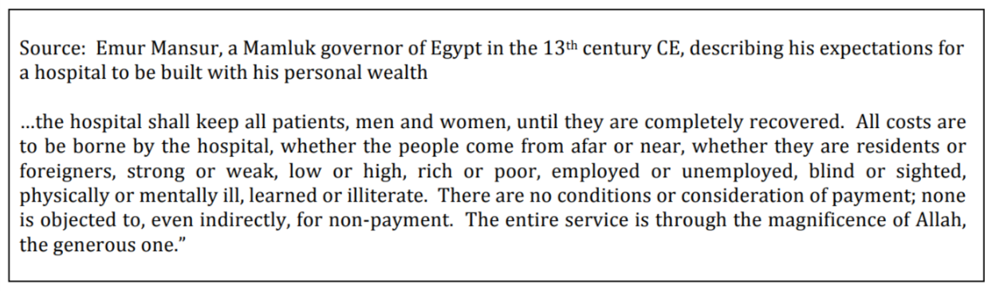 Source:  Emur Mansur, a Mamluk governor of Egypt in the 13th century CE, describing his expectations for
a hospital to be built with his personal wealth
…the hospital shall keep all patients, men and women, until they are completely recovered.  All costs are
to be borne by the hospital, whether the people come from afar or near, whether they are residents or
foreigners, strong or weak, low or high, rich or poor, employed or unemployed, blind or sighted,
physically or mentally ill, learned or illiterate.  There are no conditions or consideration of payment; none
is objected to, even indirectly, for non-payment.  The entire service is through the magnificence of Allah,
the generous one.”